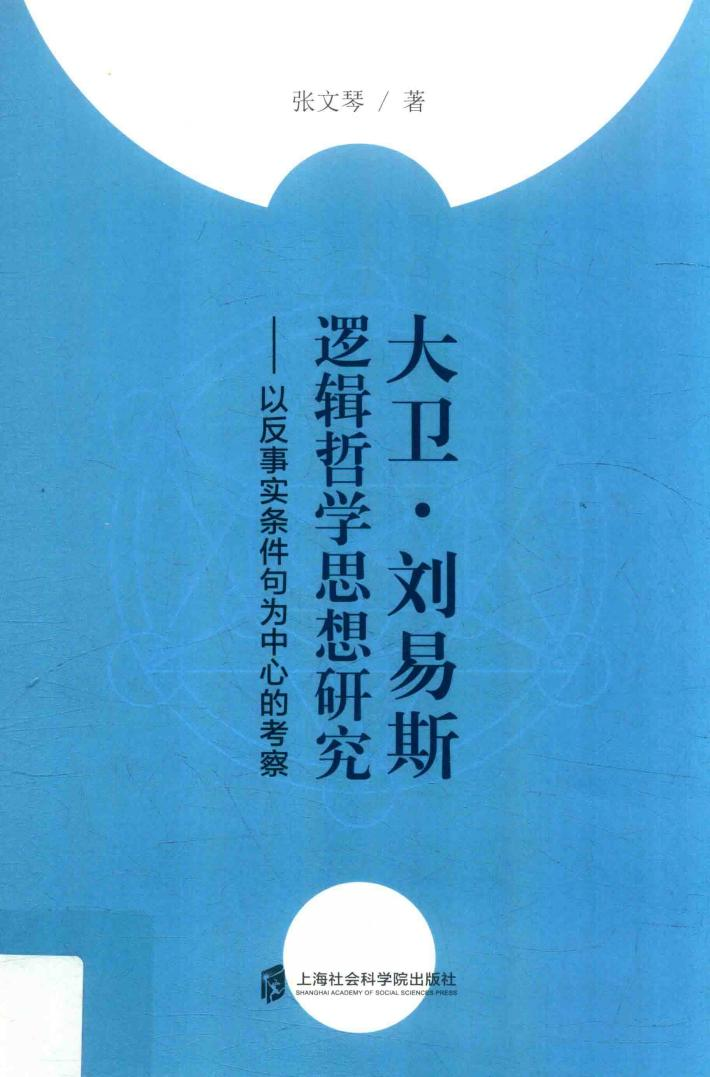 张文琴 / 著
大卫·刘易斯
逻辑哲学思想研究
——以反事实条件句为中心的考察
上海社会科学院出版社
SHANGHAI ACADEMY OF SOCIAL SCIENCES PRESS